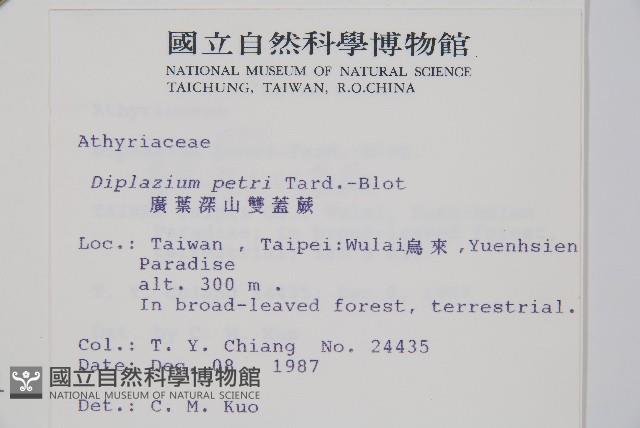 國立自然科學博物館
NATIONAL MUSEUM OF NATURAL SCIENCE
TAICHUNG, TAIWAN, R.O.CHINA
Athyriaceae
Diplazium petri Tard.-Blot
廣葉深山雙蓋蕨
Loc.: Taiwan , Taipei:Wulai烏來 ,Yuenhsien
Paradise
alt. 300 m .
In broad-leaved forest, terrestrial.
Col.: T. Y. Chiang No. 24435
Date: Dec. 08, 1987
國立自然科學博物館
NATIONAL MUSEUM OF NATURAL SCIENCE
Det.: C. M. Kuo